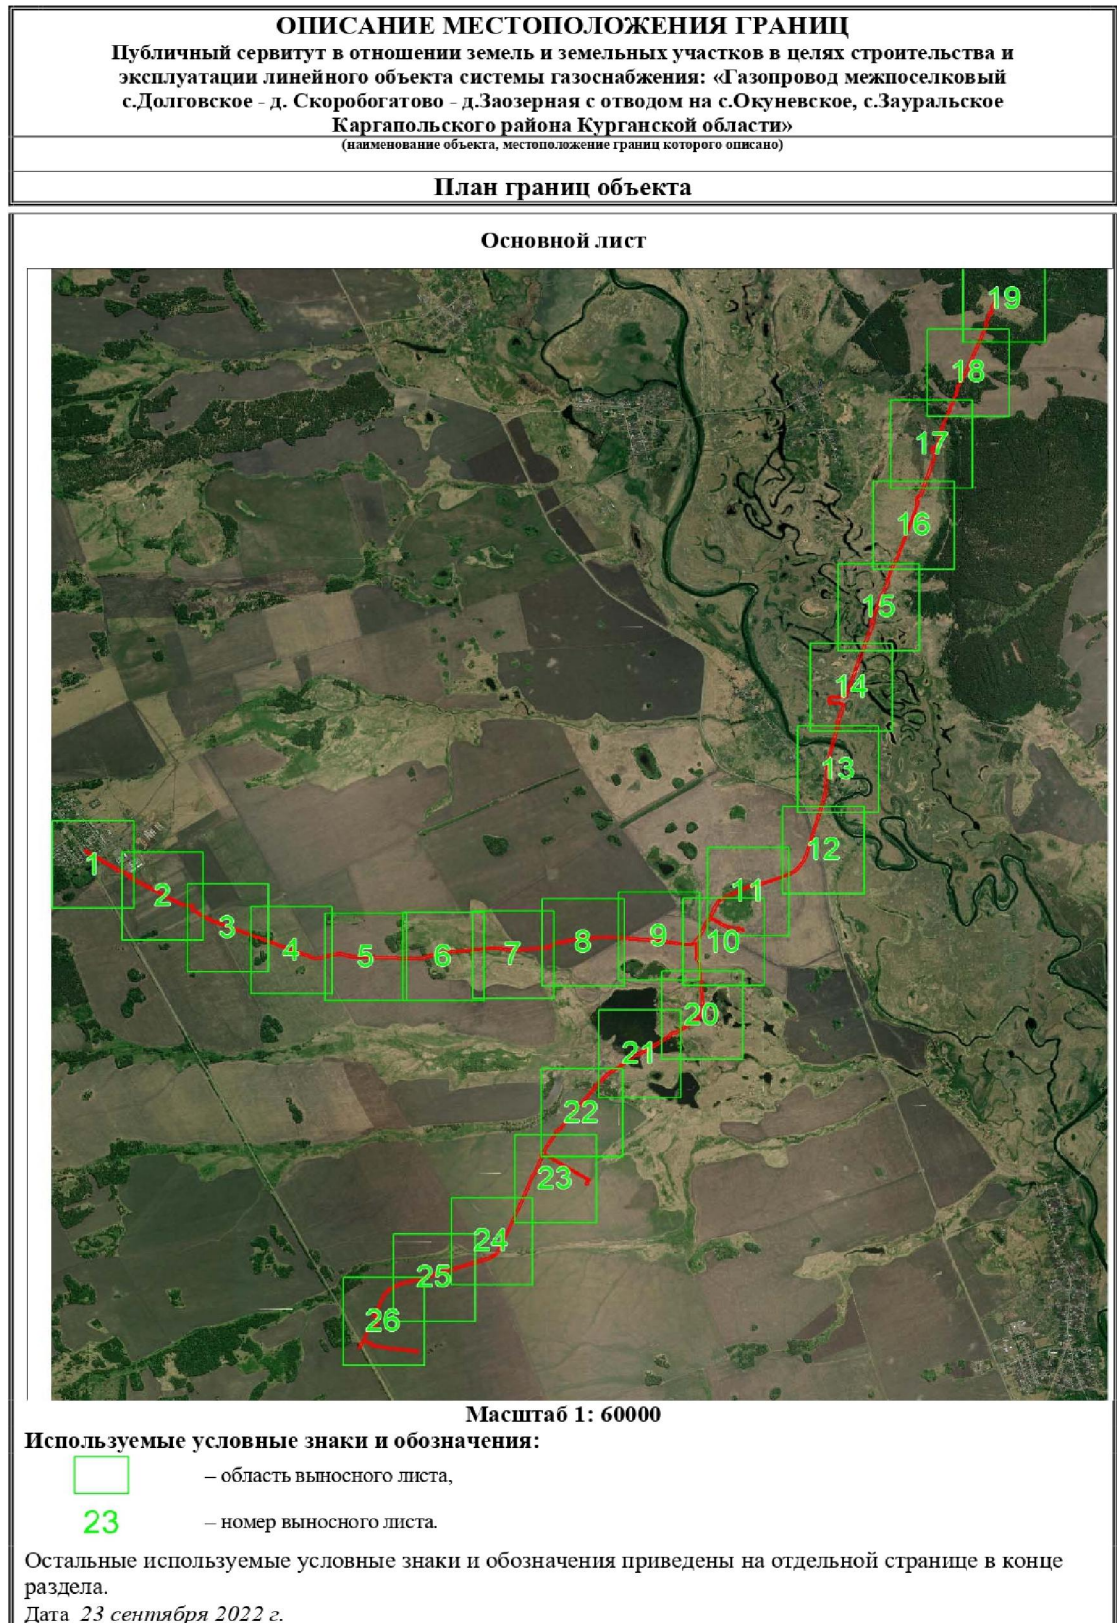 ОПИСАНИЕ МЕСТОПОЛОЖЕНИЯ ГРАНИЦ
Публичный сервитут в отношении земель и земельных участков в целях строительства и
эксплуатации линейного объекта системы газоснабжения: «Газопровод межпоселковый
с.Долговское - д. Скоробогатово - д.Заозерная с отводом на с.Окуневское, с.Зауральское
Каргапольского района Курганской области»
(наименование объекта, местоположение границ которого описано)
План границ объекта
Основной лист
19
18
17
16
15
14
13
12
1
11
2
3
10
9
8
4
5
6
7
20
21
22
23
24
25
26
Масштаб 1: 60000
Используемые условные знаки и обозначения:
– область выносного листа,
23 – номер выносного листа.
Остальные используемые условные знаки и обозначения приведены на отдельной странице в конце
раздела.
Дата 23 сентября 2022 г.